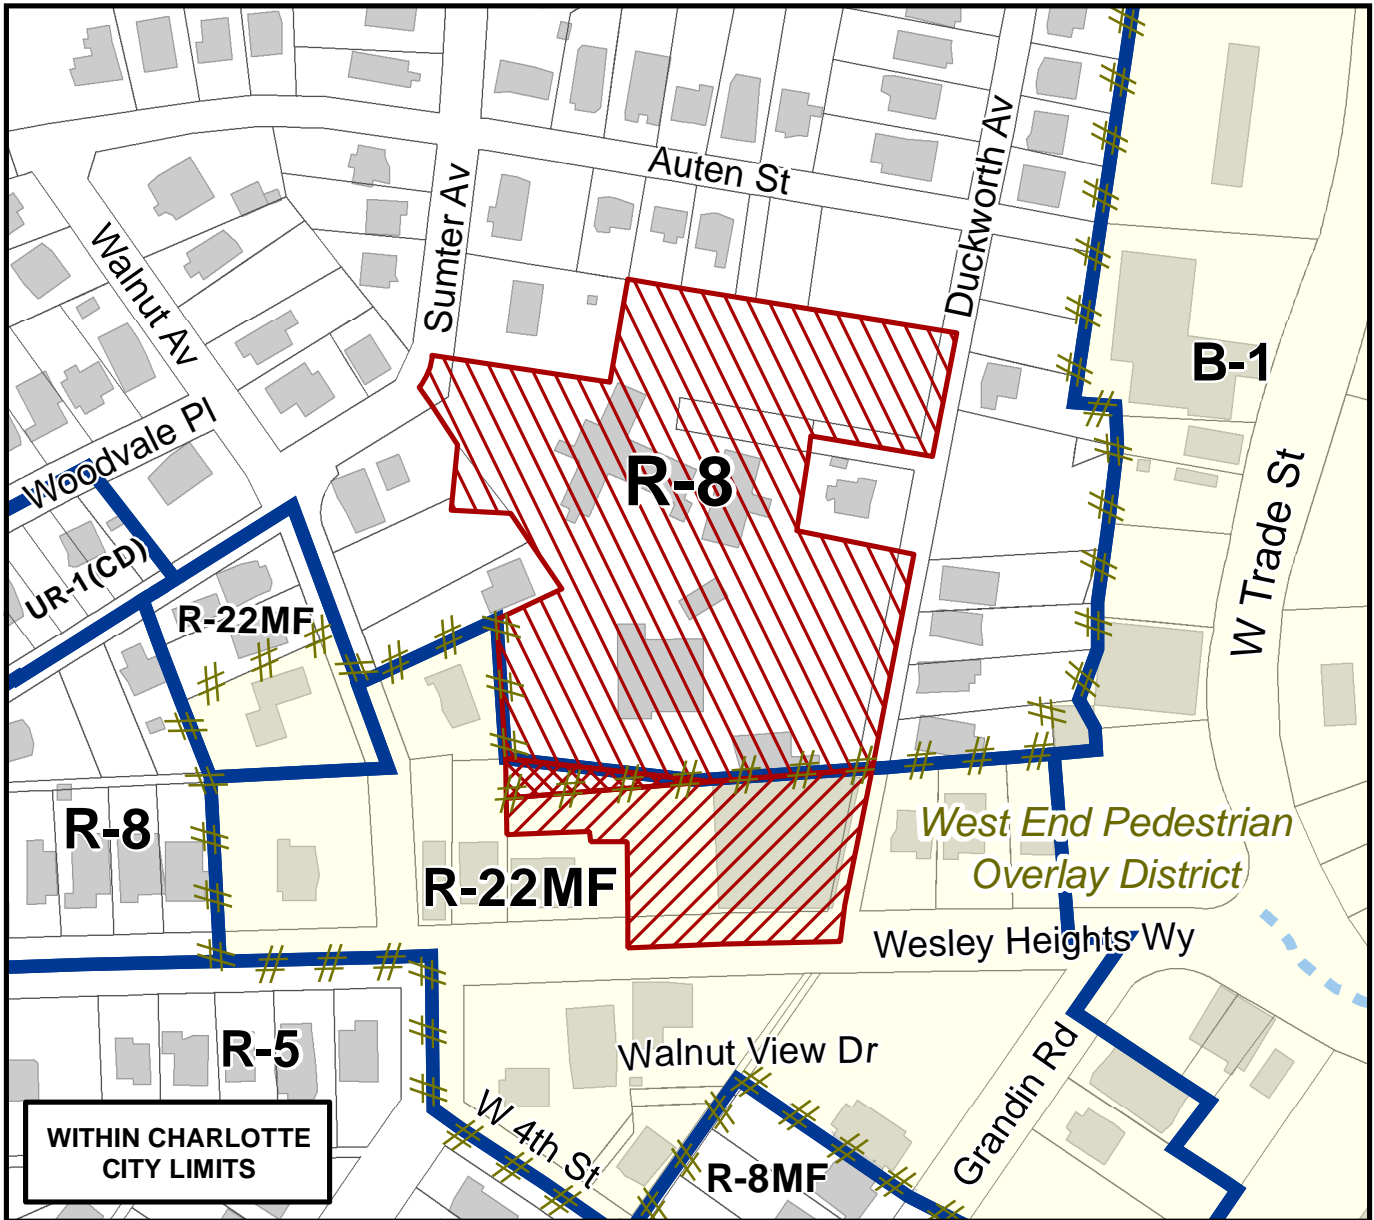 Auten St
Duckworth Av
Sumter Av
Walnut Av
B-1
Woodvale Pl
R-8
W Trade St
UR-1(CD)
R-22MF
R-8
West End Pedestrian
Overlay District
R-22MF
Wesley Heights Wy
R-5
Walnut View Dr
Grandin Rd
W 4th St
R-8MF
WITHIN CHARLOTTE
CITY LIMITS